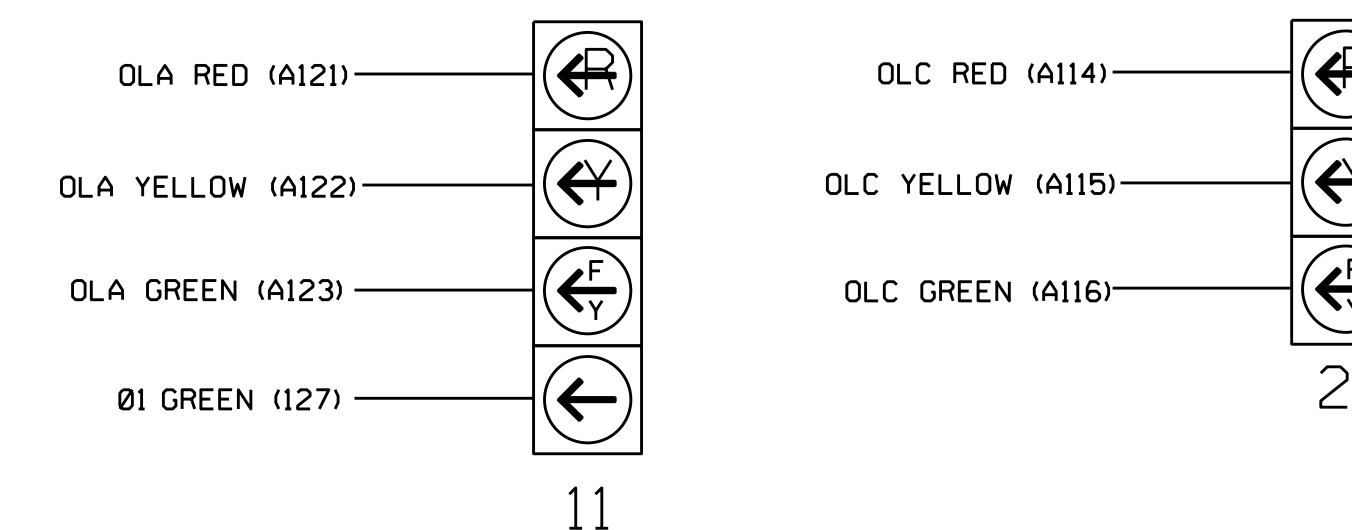 OLA RED (A121)
R
OLA YELLOW (A122)
Y
OLA GREEN (A123)
F
Y
Ø1 GREEN (127)
11
OLC RED (A114)
OLC YELLOW (A115)
OLC GREEN (A116)
2